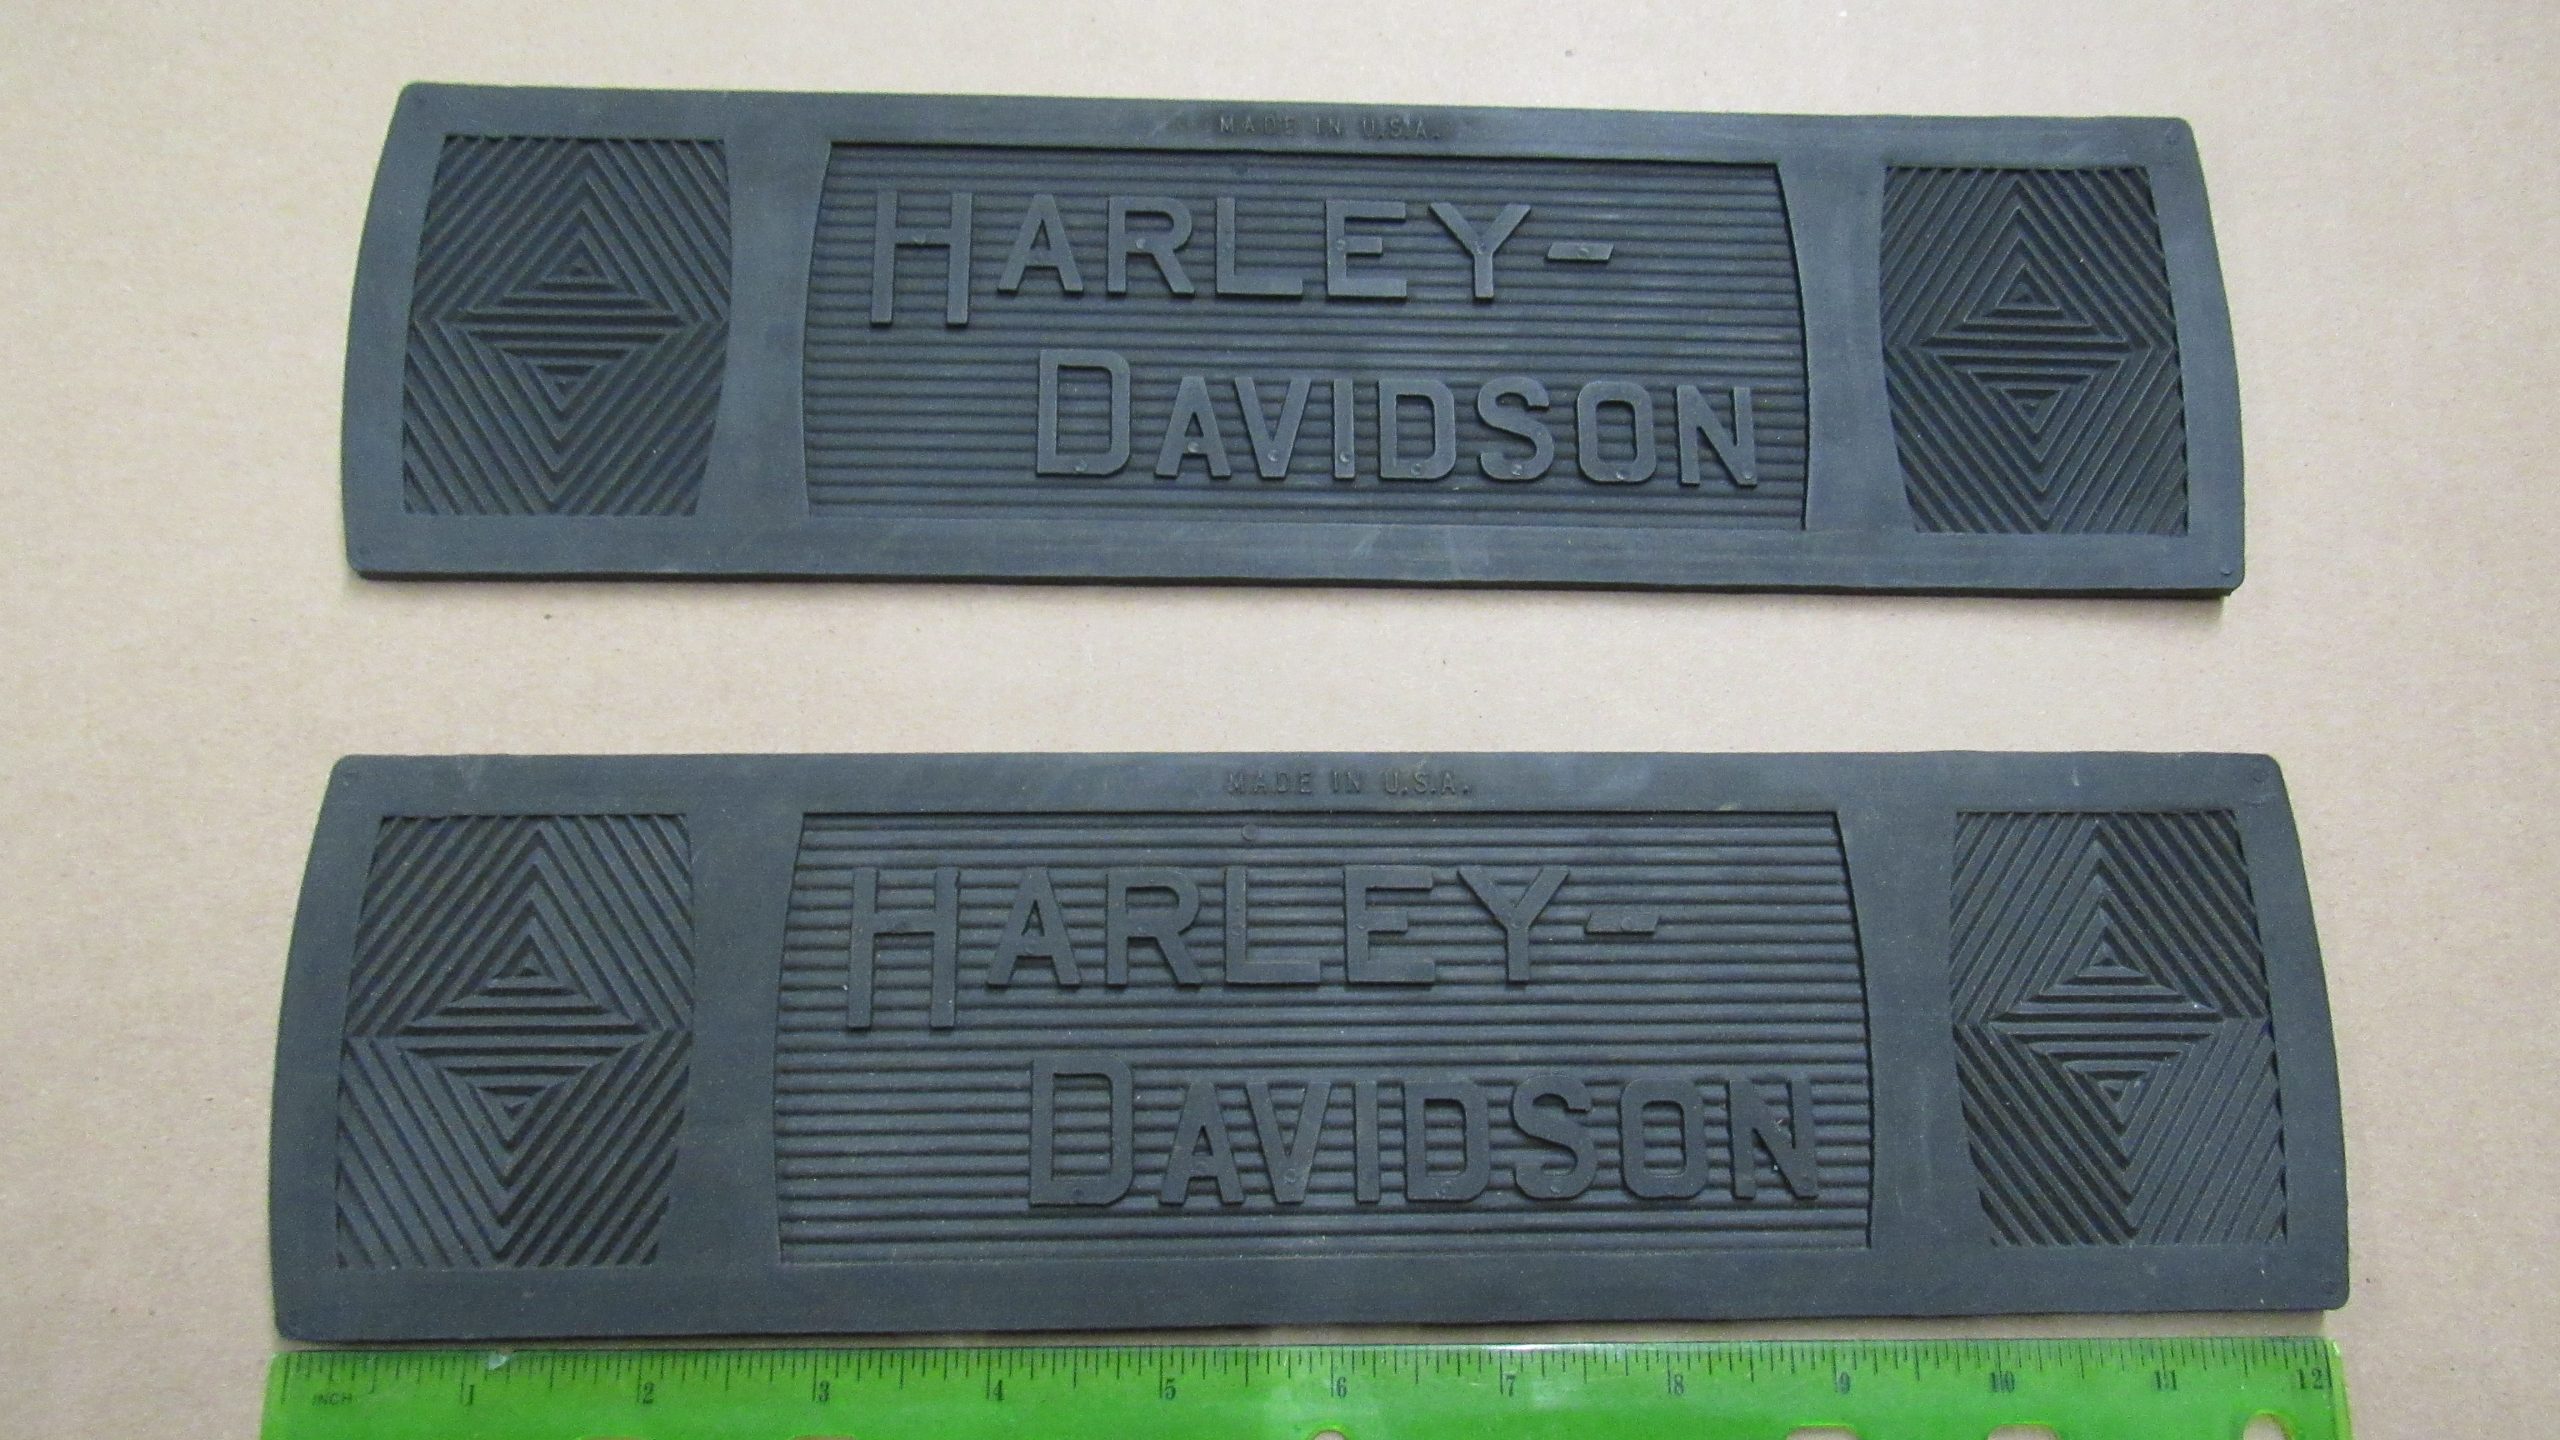 MADE IN U.S.A.
HARLEY-
DAVIDSON
MADE IN U.S.A.
HARLEY-
DAVIDSON
INCH 1 2 3 4 5 6 7 8 9 10 11 12